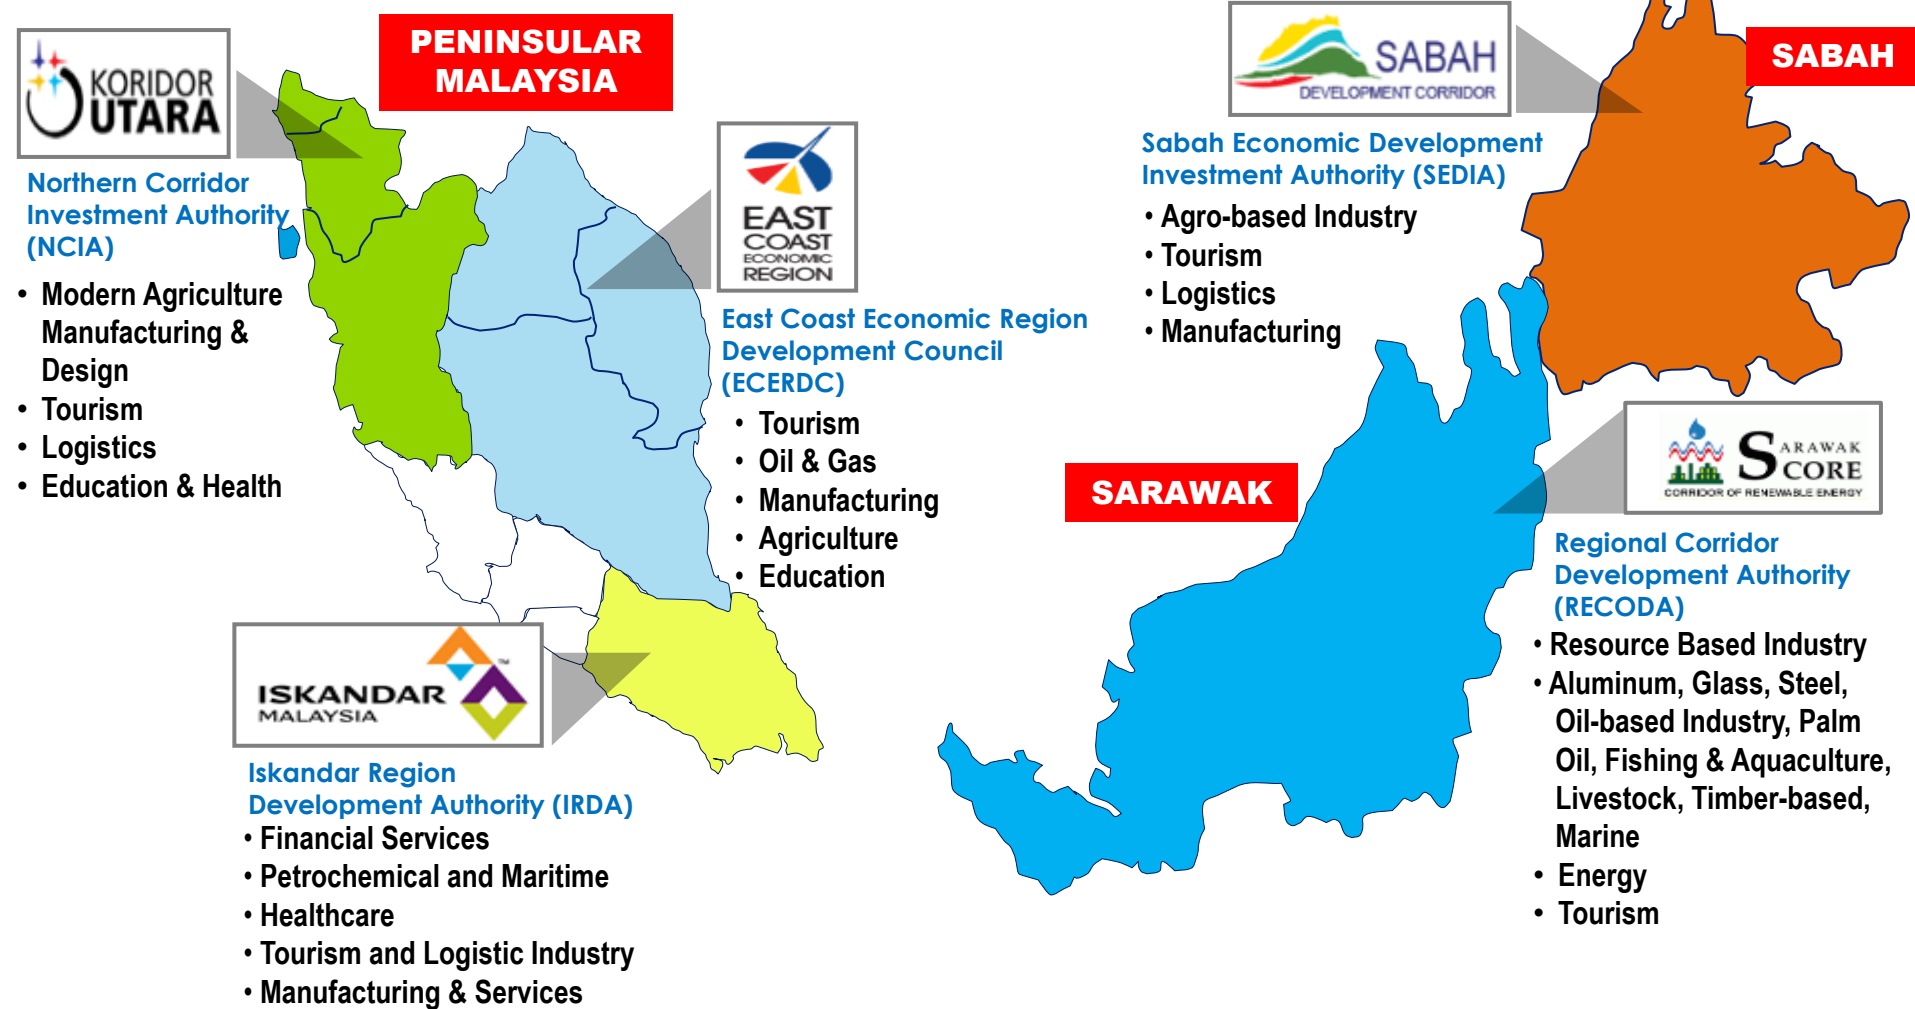 PENINSULAR
MALAYSIA
KORIDOR
UTARA
Northern Corridor
Investment Authority
(NCIA)
• Modern Agriculture
Manufacturing &
Design
• Tourism
• Logistics
• Education & Health
EAST
COAST
ECONOMIC
REGION
East Coast Economic Region
Development Council
(ECERDC)
• Tourism
• Oil & Gas
• Manufacturing
• Agriculture
• Education
ISKANDAR
MALAYSIA
TM
Iskandar Region
Development Authority (IRDA)
• Financial Services
• Petrochemical and Maritime
• Healthcare
• Tourism and Logistic Industry
• Manufacturing & Services
SABAH
DEVELOPMENT CORRIDOR
SABAH
Sabah Economic Development
Investment Authority (SEDIA)
• Agro-based Industry
• Tourism
• Logistics
• Manufacturing
SARAWAK
SARAWAK
SCORE
CORRIDOR OF RENEWABLE ENERGY
Regional Corridor
Development Authority
(RECODA)
• Resource Based Industry
• Aluminum, Glass, Steel,
Oil-based Industry, Palm
Oil, Fishing & Aquaculture,
Livestock, Timber-based,
Marine
• Energy
• Tourism